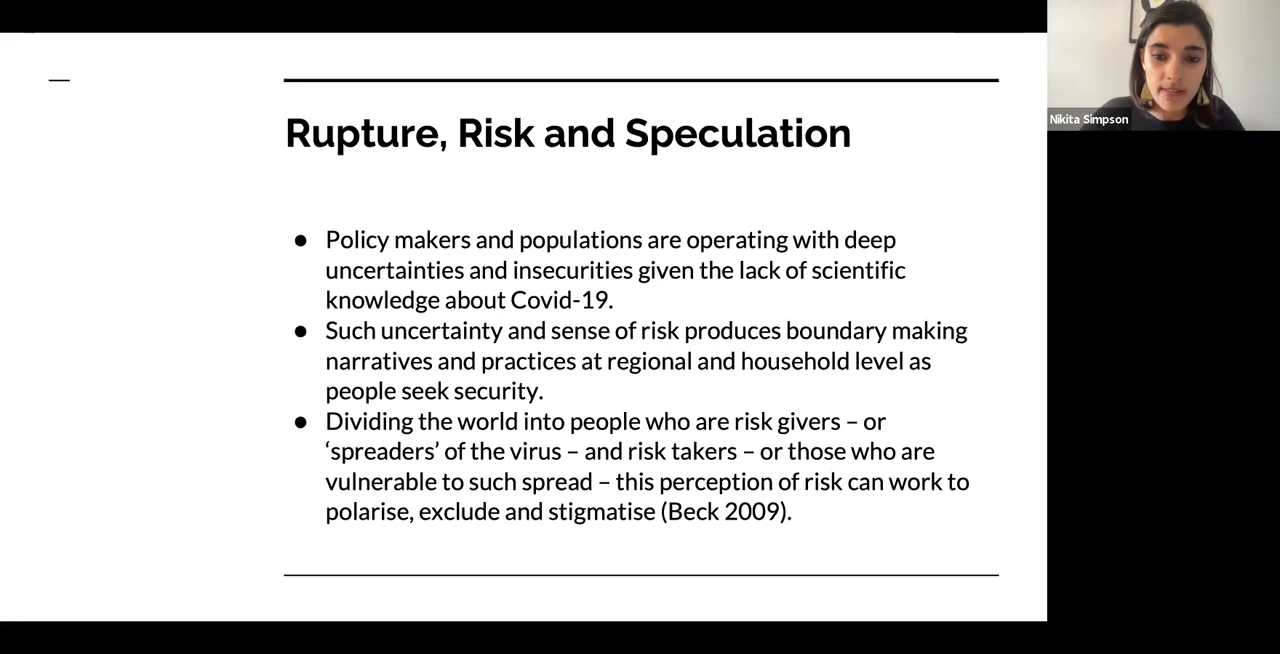 Rupture, Risk and Speculation
● Policy makers and populations are operating with deep
uncertainties and insecurities given the lack of scientific
knowledge about Covid-19.
● Such uncertainty and sense of risk produces boundary making
narratives and practices at regional and household level as
people seek security.
● Dividing the world into people who are risk givers – or
‘spreaders’ of the virus – and risk takers – or those who are
vulnerable to such spread – this perception of risk can work to
polarise, exclude and stigmatise (Beck 2009).
Nikita Simpson